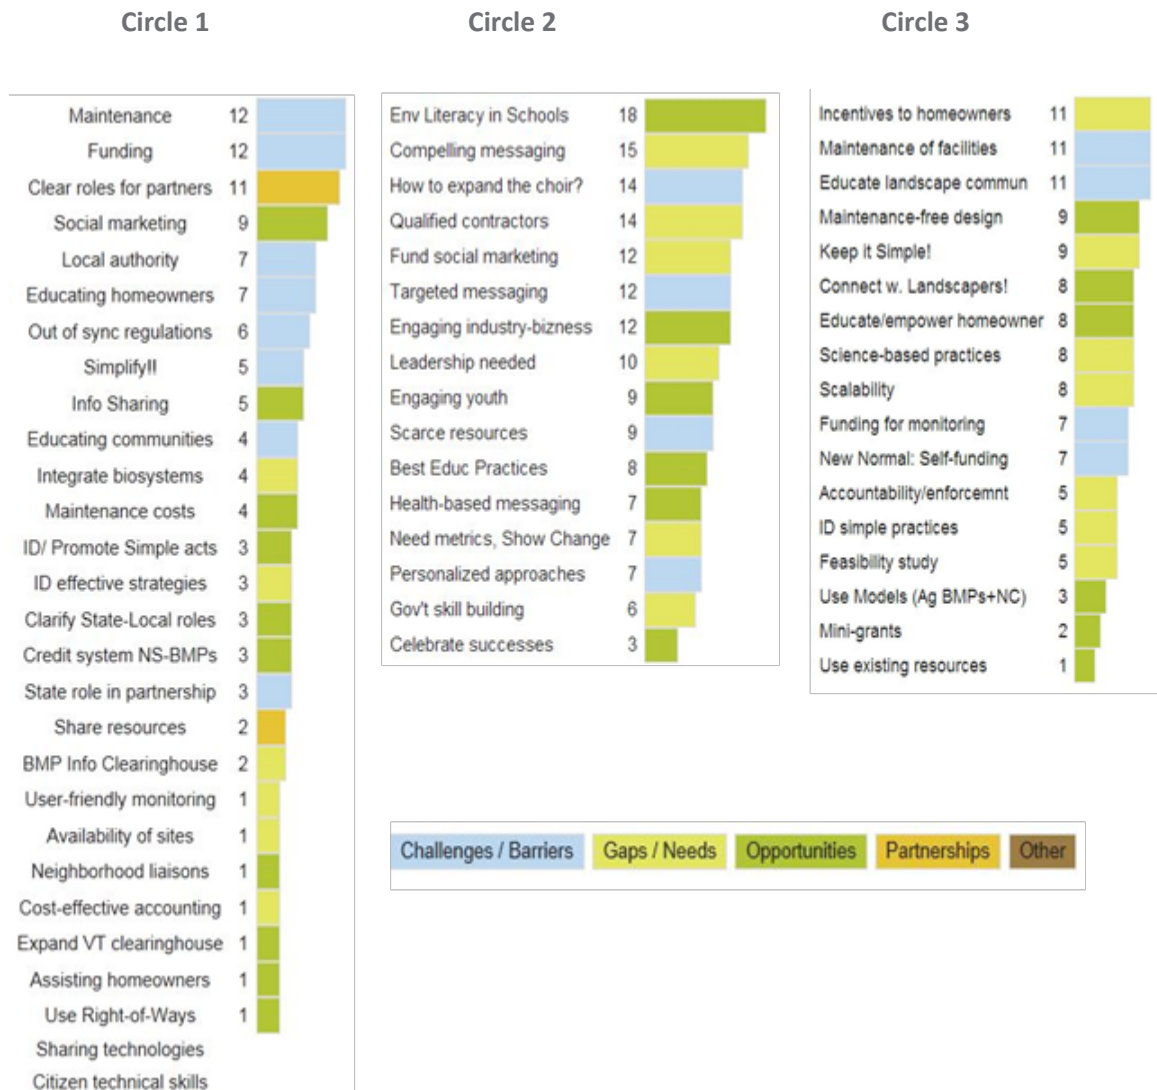 Circle 1
Circle 2
Circle 3
Maintenance 12
Funding 12
Clear roles for partners 11
Social marketing 9
Local authority 7
Educating homeowners 7
Out of sync regulations 6
Simplify!! 5
Info Sharing 5
Educating communities 4
Integrate biosystems 4
Maintenance costs 4
ID/ Promote Simple acts 3
ID effective strategies 3
Clarify State-Local roles 3
Credit system NS-BMPs 3
State role in partnership 3
Share resources 2
BMP Info Clearinghouse 2
User-friendly monitoring 1
Availability of sites 1
Neighborhood liaisons 1
Cost-effective accounting 1
Expand VT clearinghouse 1
Assisting homeowners 1
Use Right-of-Ways 1
Sharing technologies
Citizen technical skills
Env Literacy in Schools 18
Compelling messaging 15
How to expand the choir? 14
Qualified contractors 14
Fund social marketing 12
Targeted messaging 12
Engaging industry-bizness 12
Leadership needed 10
Engaging youth 9
Scarce resources 9
Best Educ Practices 8
Health-based messaging 7
Need metrics, Show Change 7
Personalized approaches 7
Gov't skill building 6
Celebrate successes 3
Incentives to homeowners 11
Maintenance of facilities 11
Educate landscape commun 11
Maintenance-free design 9
Keep it Simple! 9
Connect w. Landscapers! 8
Educate/empower homeowner 8
Science-based practices 8
Scalability 8
Funding for monitoring 7
New Normal: Self-funding 7
Accountability/enforcemnt 5
ID simple practices 5
Feasibility study 5
Use Models (Ag BMPs+NC) 3
Mini-grants 2
Use existing resources 1
Challenges / Barriers Gaps / Needs Opportunities Partnerships Other